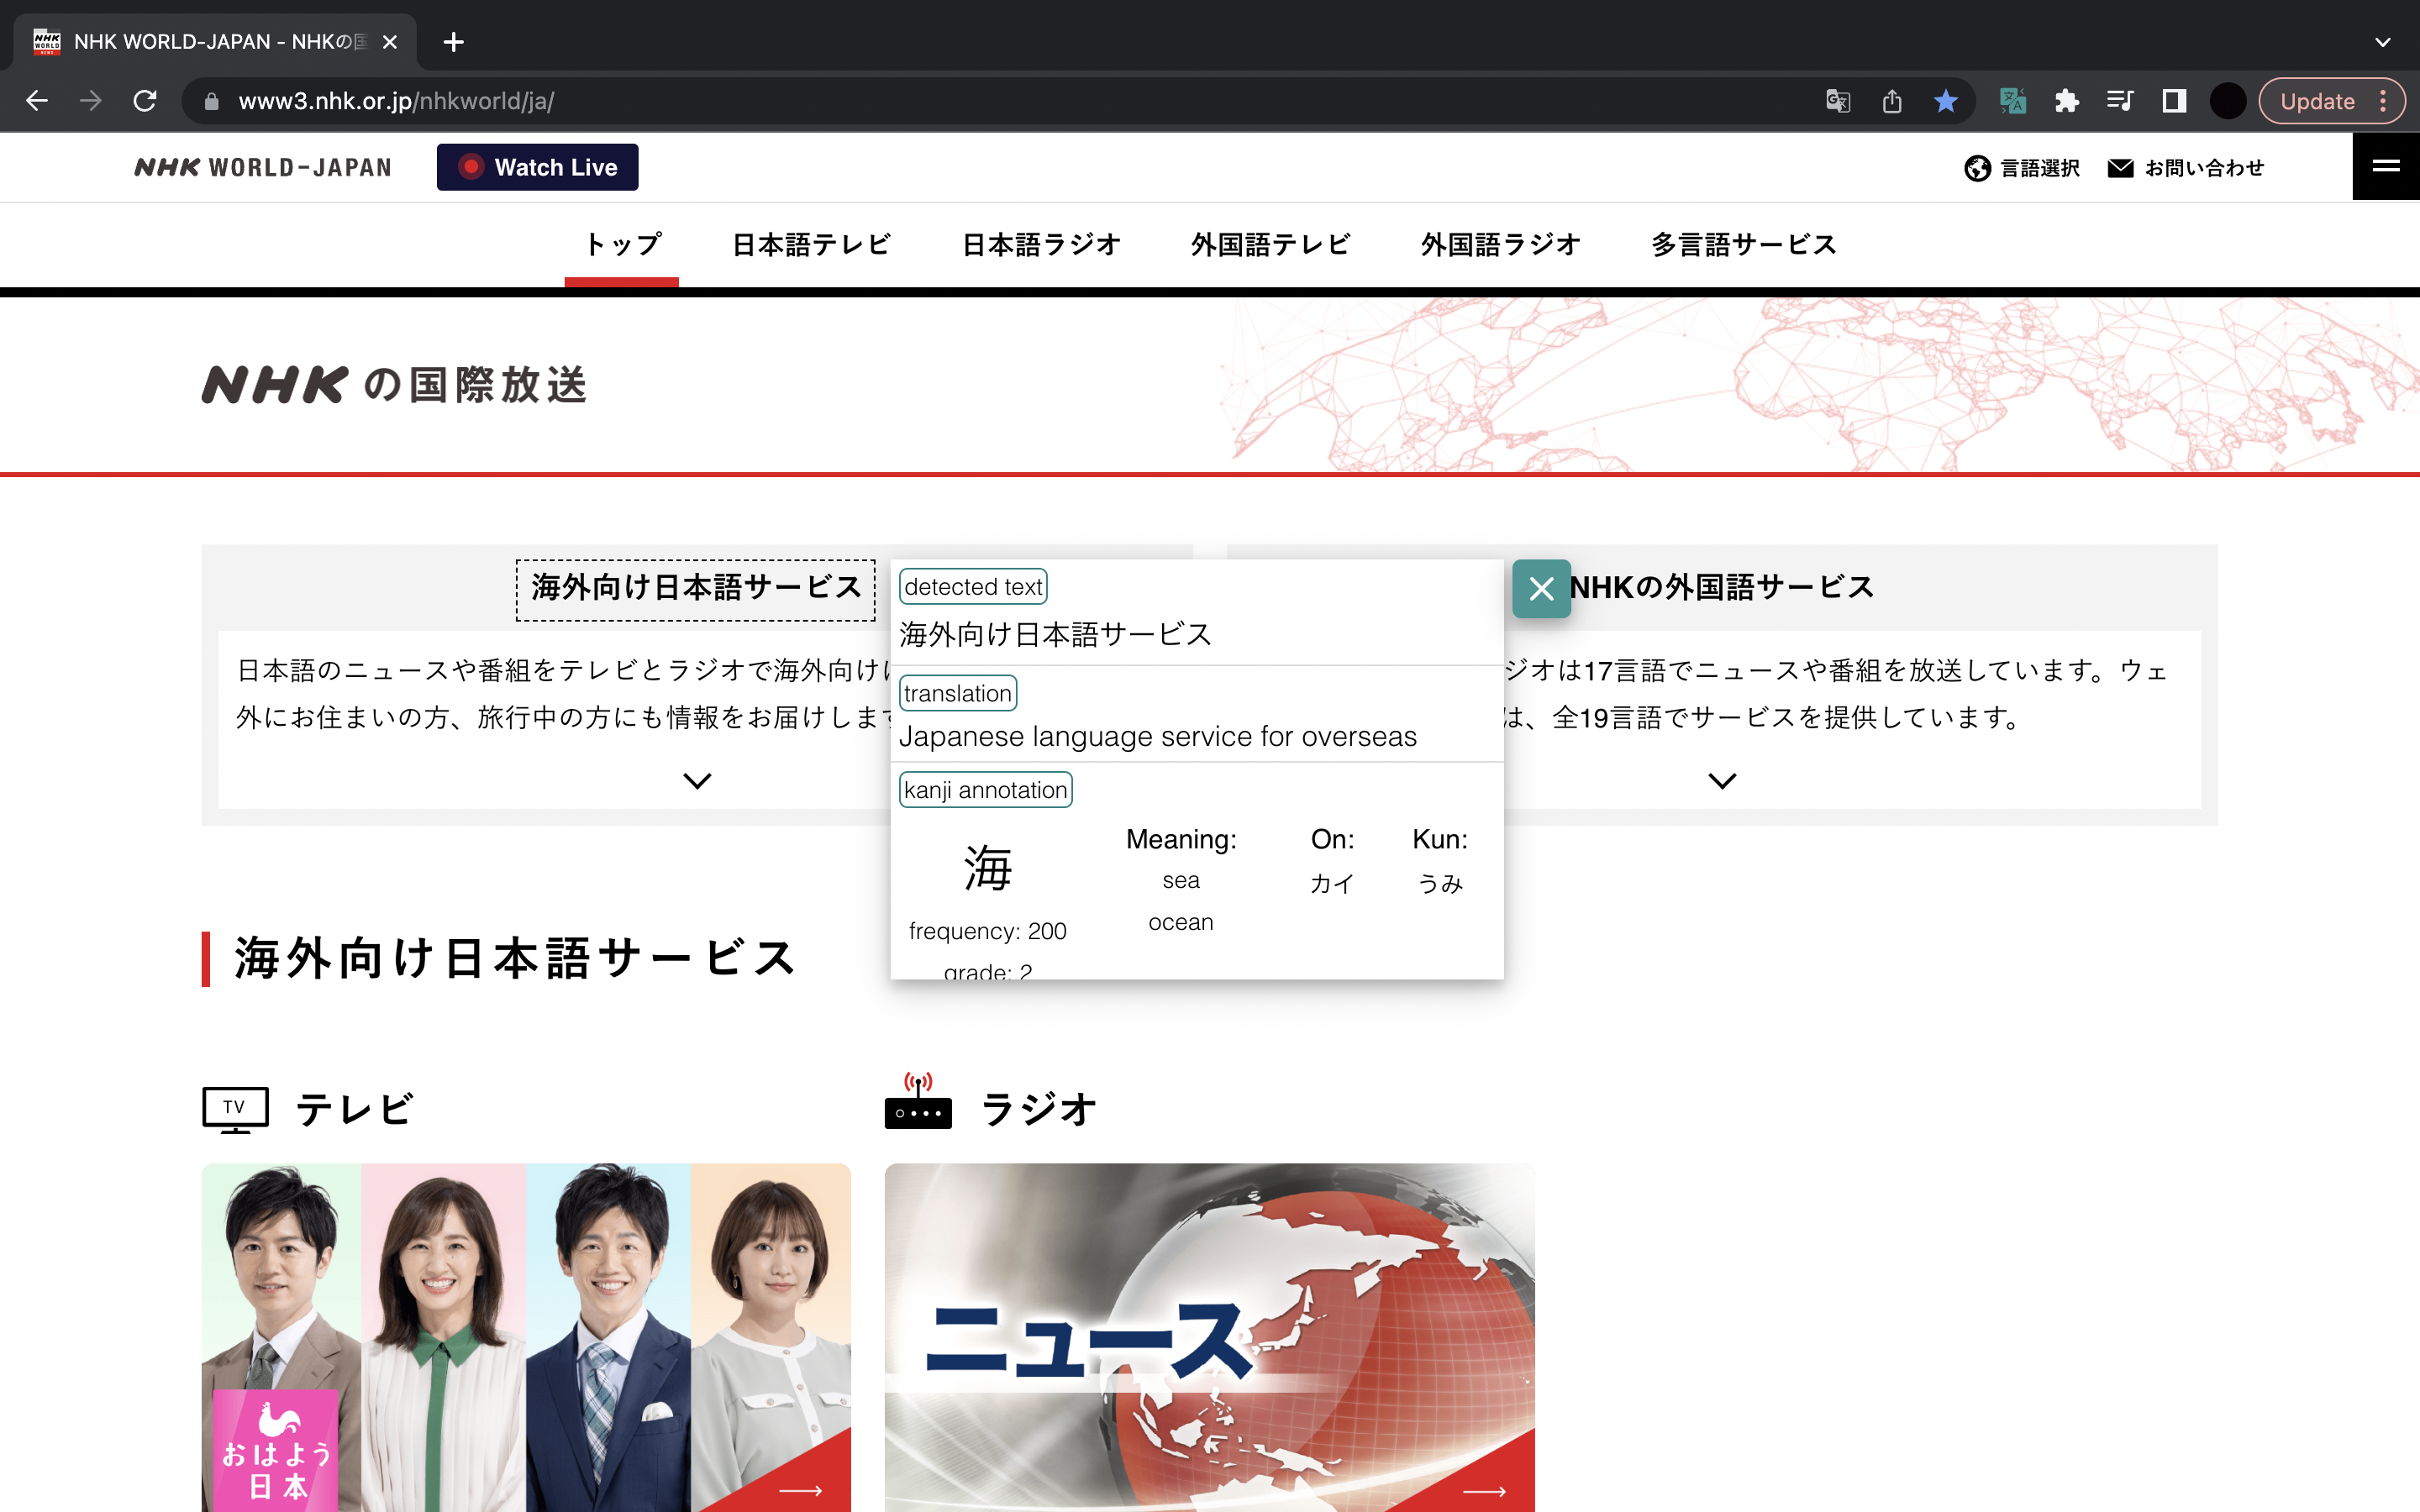 NHK WORLD-JAPAN - NHKの国
www3.nhk.or.jp/nhkworld/ja/
Update
NHK WORLD-JAPAN
Watch Live
言語選択
お問い合わせ
トップ
日本語テレビ
日本語ラジオ
外国語テレビ
外国語ラジオ
多言語サービス
NHKの国際放送
海外向け日本語サービス
日本語のニュースや番組をテレビとラジオで海外向けに
外にお住まいの方、旅行中の方にも情報をお届けします
detected text
海外向け日本語サービス
translation
Japanese language service for overseas
kanji annotation
海
frequency: 200
grade: 2
Meaning:
sea
ocean
On:
カイ
Kun:
うみ
NHKの外国語サービス
ジオは17言語でニュースや番組を放送しています。ウェ
は、全19言語でサービスを提供しています。
海外向け日本語サービス
TV
テレビ
ラジオ
おはよう
日本
ニュース